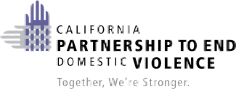 CALIFORNIA
PARTNERSHIP TO END
DOMESTIC VIOLENCE
Together, We're Stronger.